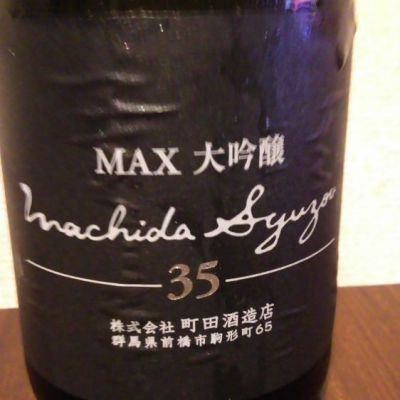 MAX 大吟醸
Machida Syuzou
35
株式会社 町田酒造店
群馬県前橋市駒形町65